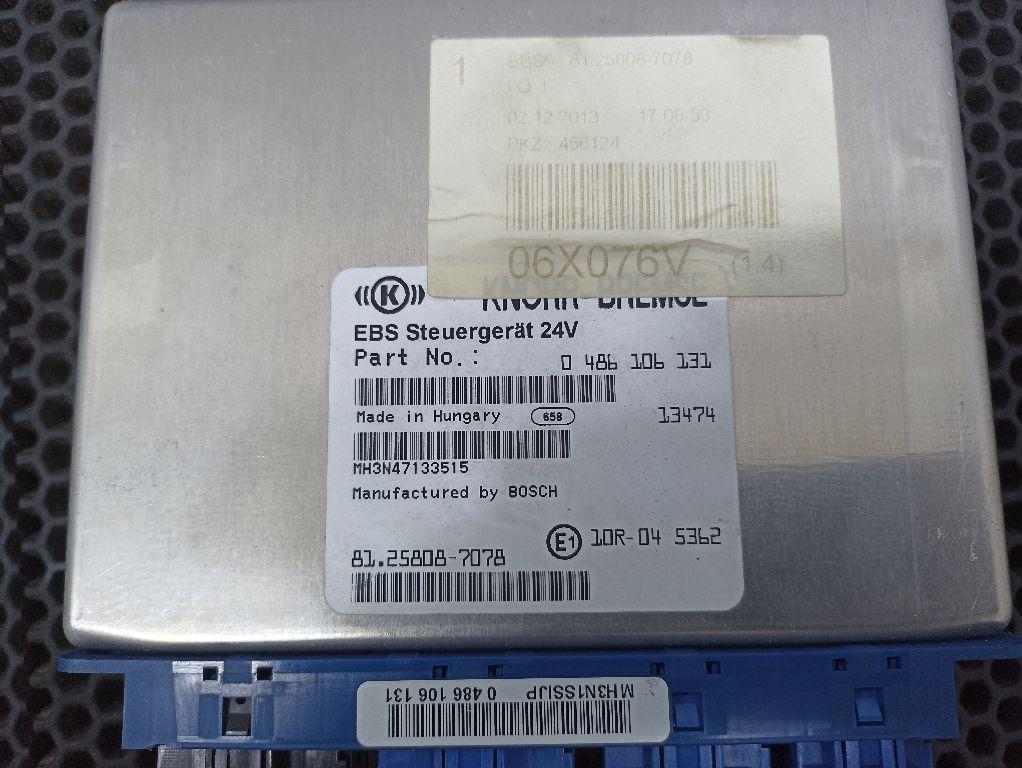 1
EBS5 81.25808-7078
02.12.2013 17:06:53
PKZ: 456124
06X076V (1.4)
K KNORR-BREMSE
EBS Steuergerät 24V
Part No.: 0 486 106 131
Made in Hungary 658 13474
MH3N47133515
Manufactured by BOSCH
E1 10R-04 5362
81.25808-7078
MH3N1SSIJP 0 486 106 131